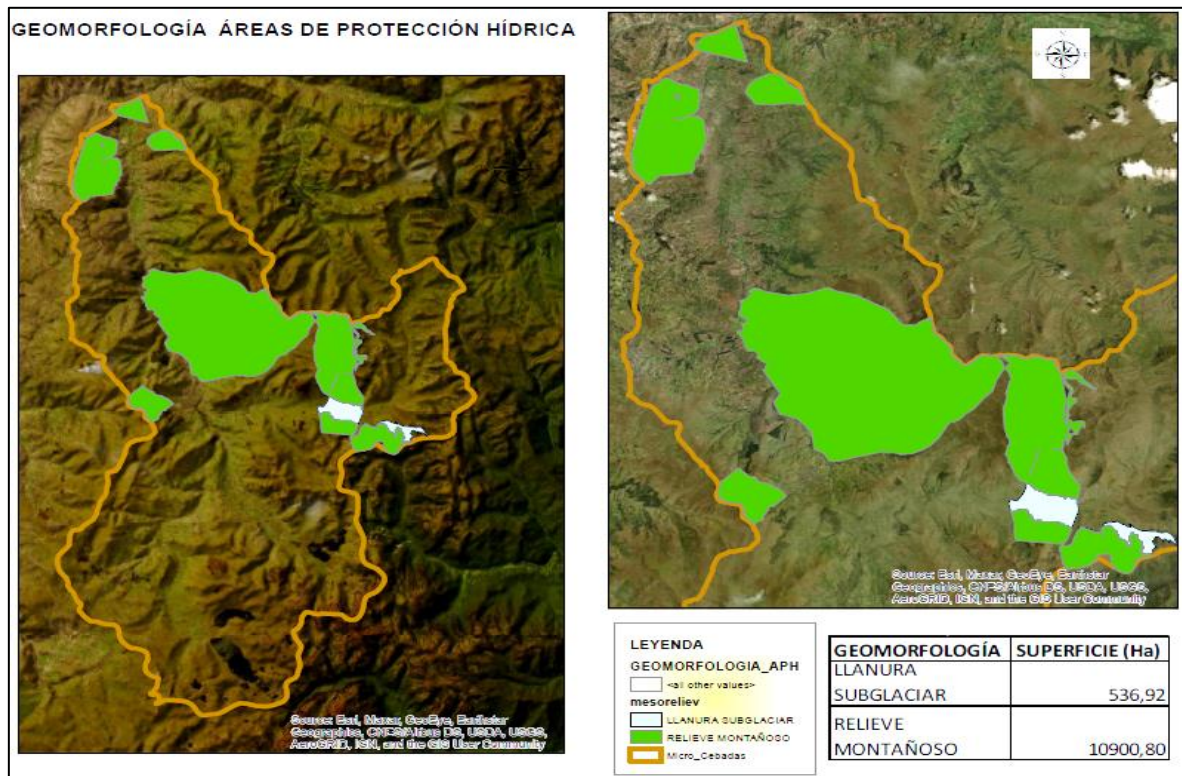 GEOMORFOLOGÍA ÁREAS DE PROTECCIÓN HÍDRICA
Source: Esri, Maxar, GeoEye, Earthstar
Geographics, CNES/Airbus DS, USDA, USGS,
AeroGRID, IGN, and the GIS User Community
Source: Esri, Maxar, GeoEye, Earthstar
Geographics, CNES/Airbus DS, USDA, USGS,
AeroGRID, IGN, and the GIS User Community
LEYENDA
GEOMORFOLOGIA_APH
<all other values>
mesoreliev
LLANURA SUBGLACIAR
RELIEVE MONTAÑOSO
Micro_Cebadas
GEOMORFOLOGÍA SUPERFICIE (Ha)
LLANURA
SUBGLACIAR 536,92
RELIEVE
MONTAÑOSO 10900,80